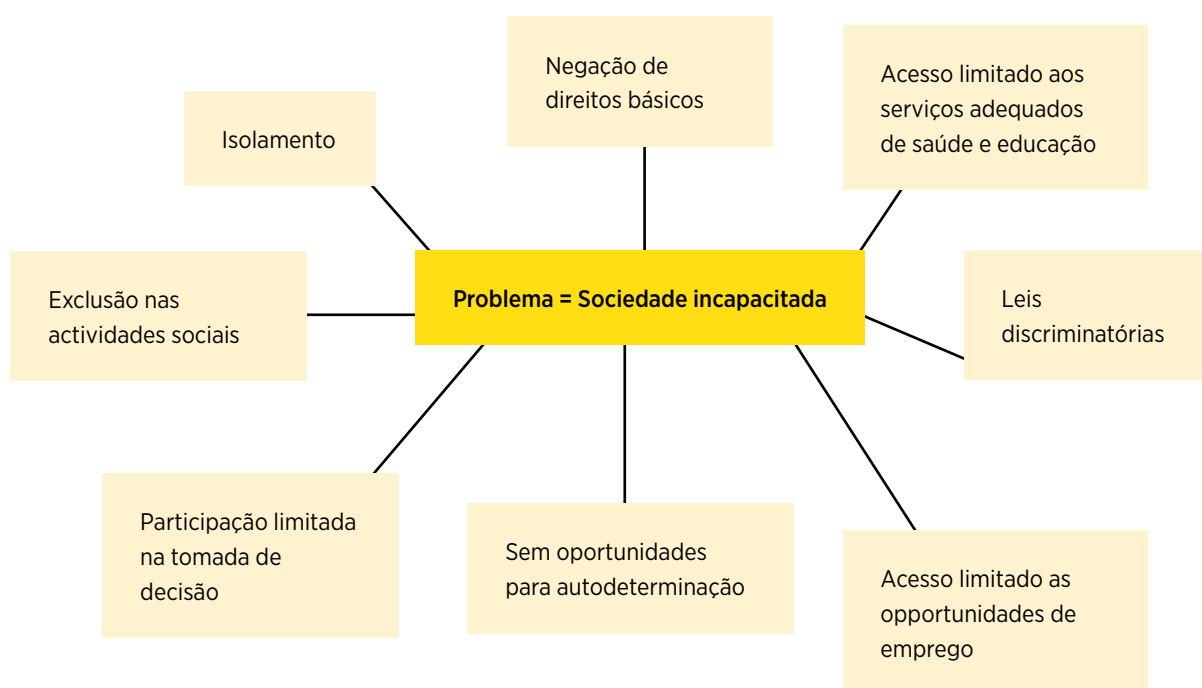 Negação de
direitos básicos
Acesso limitado aos
serviços adequados
de saúde e educação
Isolamento
Problema = Sociedade incapacitada
Exclusão nas
actividades sociais
Leis
discriminatórias
Participação limitada
na tomada de
decisão
Sem oportunidades
para autodeterminação
Acesso limitado as
opportunidades de
emprego